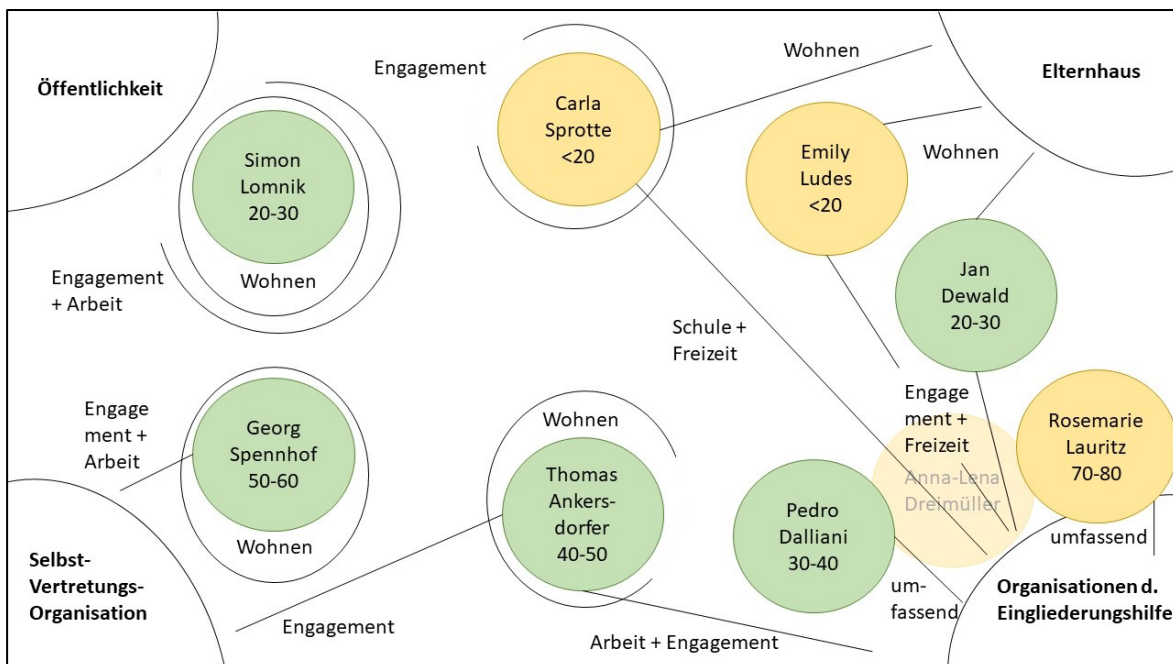 Öffentlichkeit
Engagement
Wohnen
Elternhaus
Carla
Sprotte
<20
Simon
Lomnik
20-30
Wohnen
Engagement
+ Arbeit
Emily
Ludes
<20
Wohnen
Jan
Dewald
20-30
Schule +
Freizeit
Engage
ment +
Arbeit
Georg
Spennhof
50-60
Wohnen
Wohnen
Thomas
Ankers-
dorfer
40-50
Engage
ment +
Freizeit
Anna-Lena
Dreimüller
Rosemarie
Lauritz
70-80
Pedro
Dalliani
30-40
umfassend
um-
fassend
Selbst-
Vertretungs-
Organisation
Engagement
Arbeit + Engagement
Organisationen d.
Eingliederungshilfe